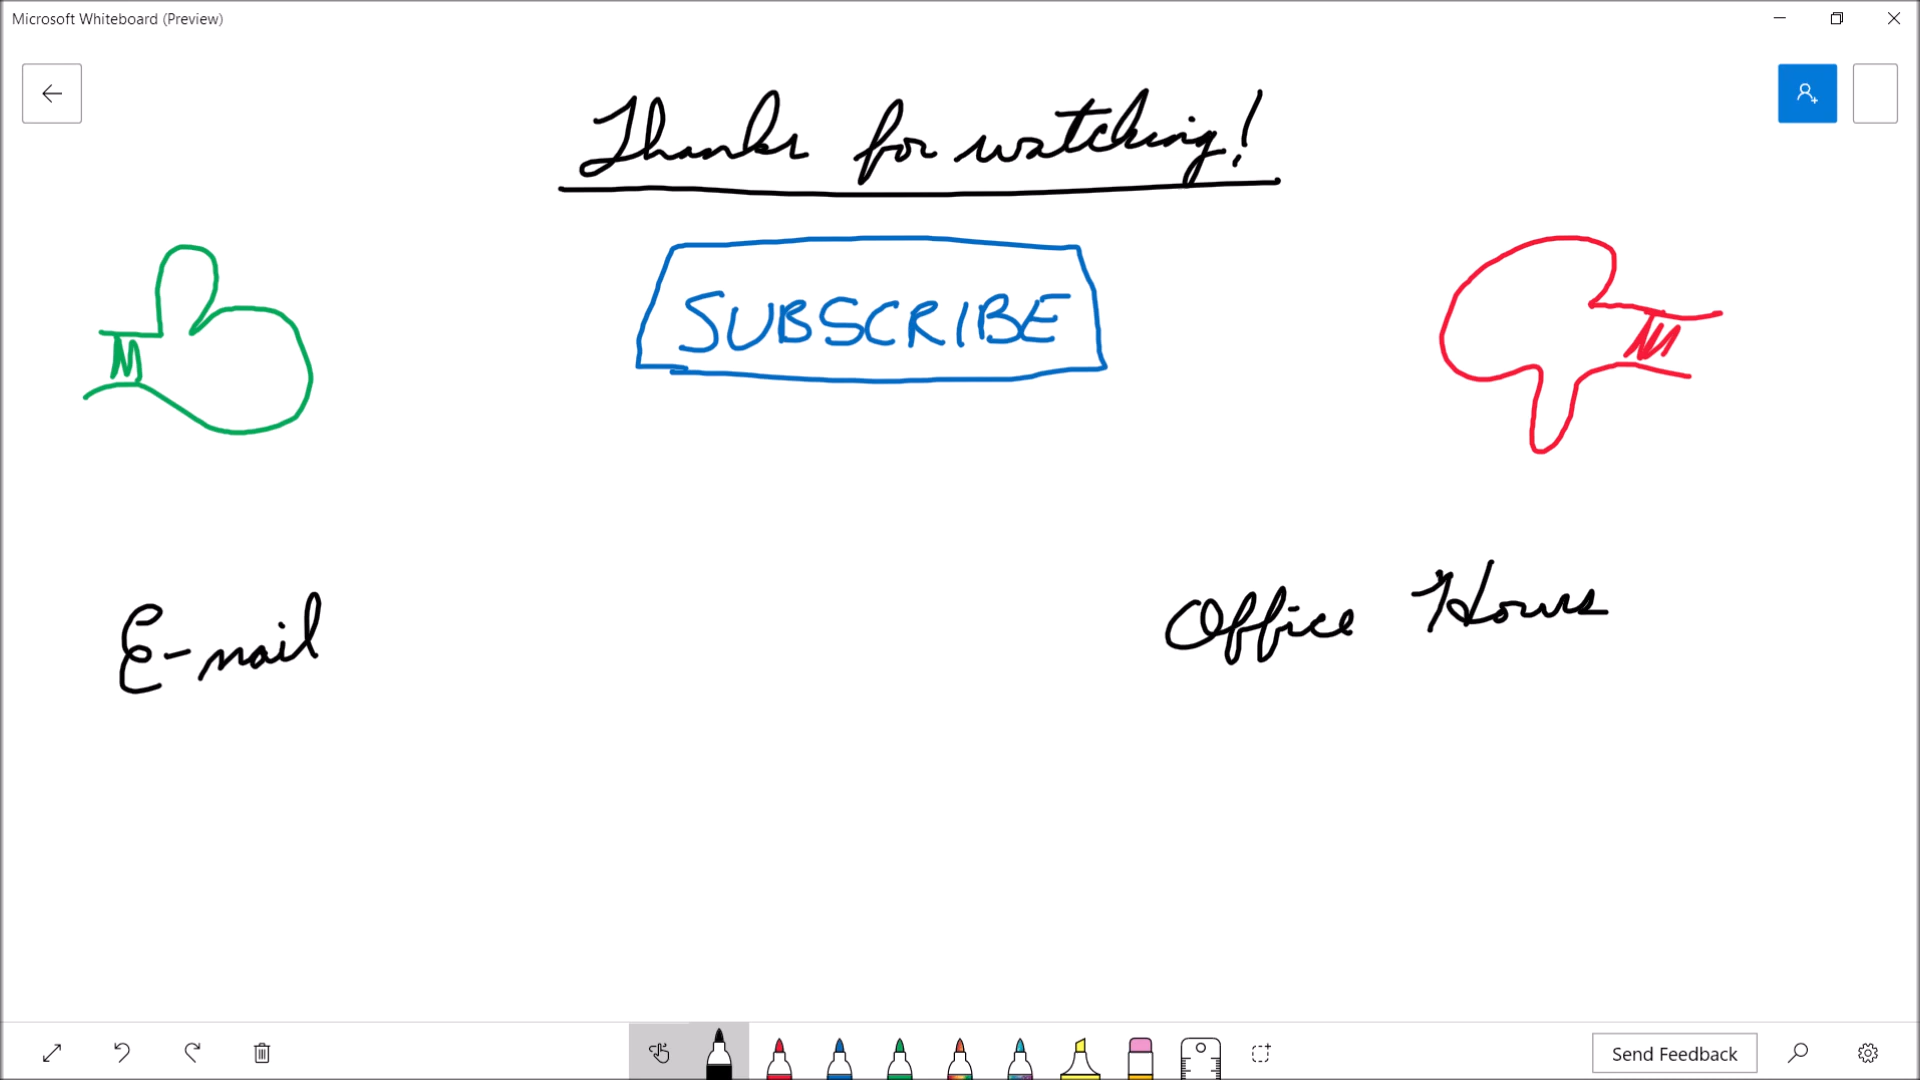 Microsoft Whiteboard (Preview)
Thanks for watching!
SUBSCRIBE
E-mail
Office Hours
Send Feedback